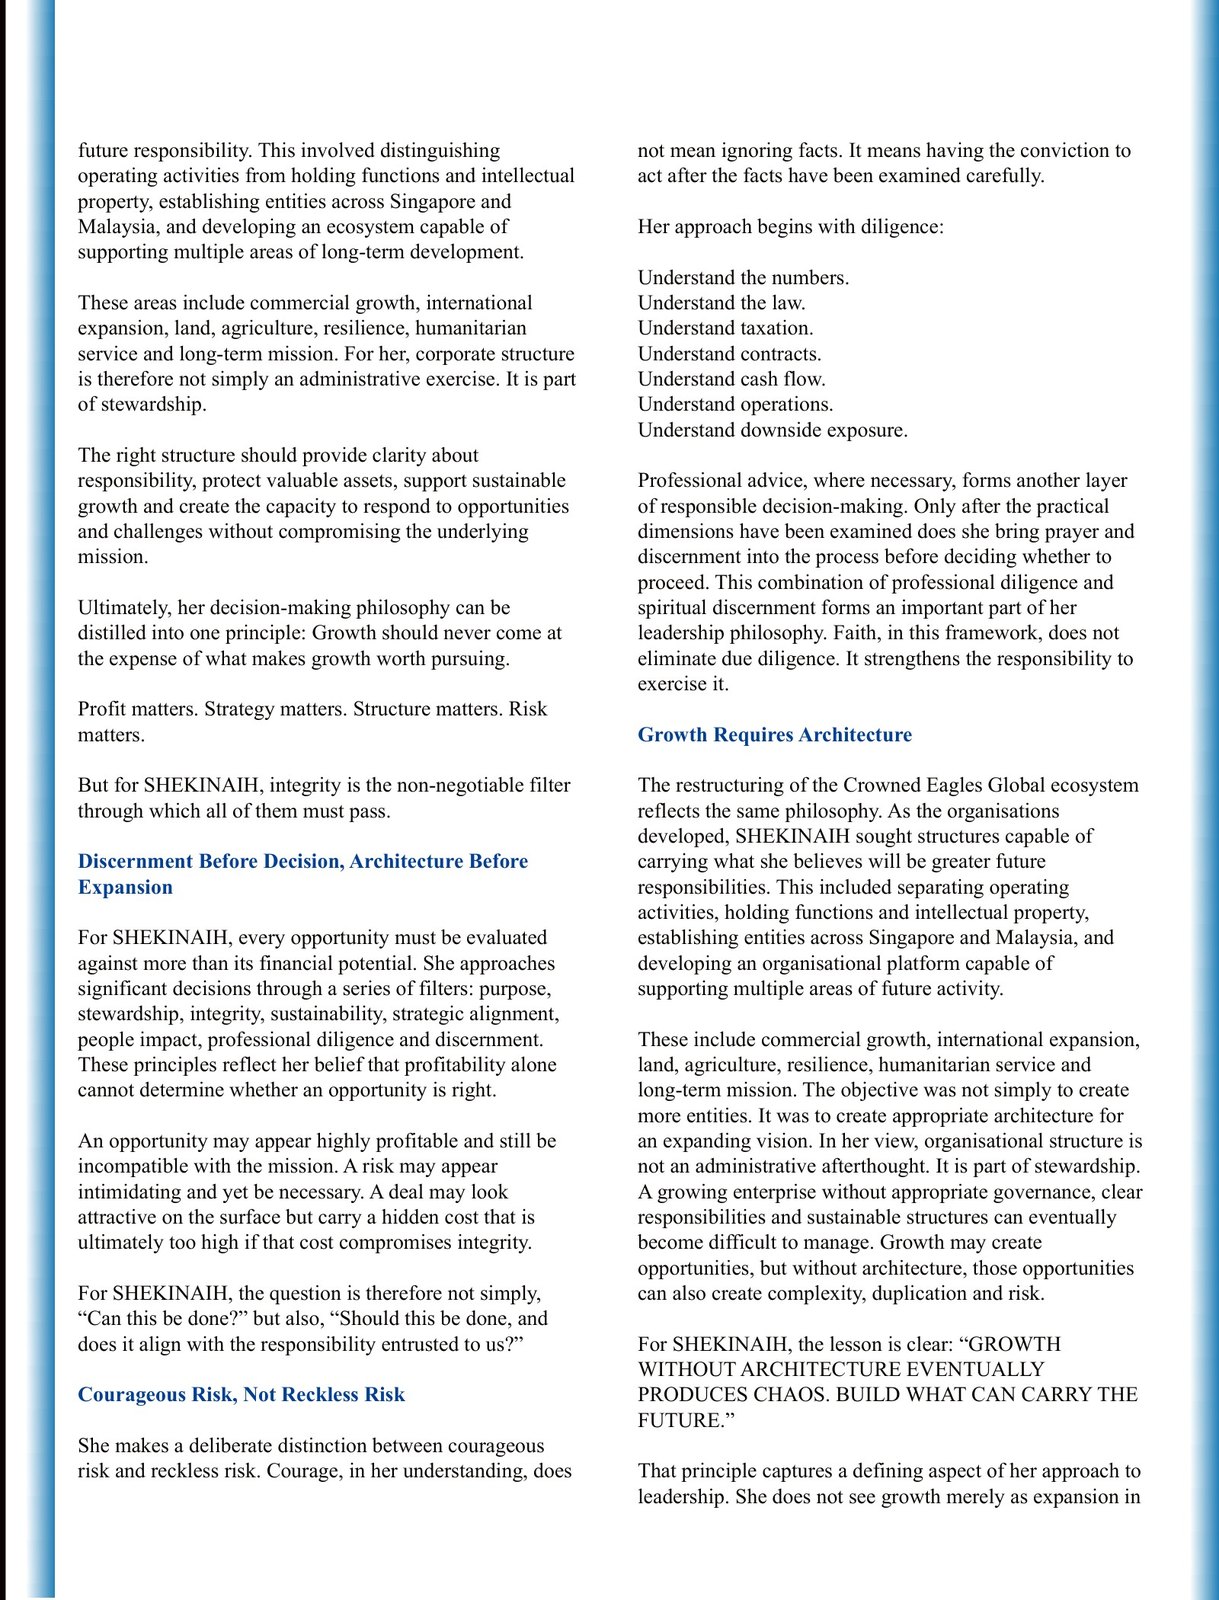 future responsibility. This involved distinguishing
operating activities from holding functions and intellectual
property, establishing entities across Singapore and
Malaysia, and developing an ecosystem capable of
supporting multiple areas of long-term development.
These areas include commercial growth, international
expansion, land, agriculture, resilience, humanitarian
service and long-term mission. For her, corporate structure
is therefore not simply an administrative exercise. It is part
of stewardship.
The right structure should provide clarity about
responsibility, protect valuable assets, support sustainable
growth and create the capacity to respond to opportunities
and challenges without compromising the underlying
mission.
Ultimately, her decision-making philosophy can be
distilled into one principle: Growth should never come at
the expense of what makes growth worth pursuing.
Profit matters. Strategy matters. Structure matters. Risk
matters.
But for SHEKINAIH, integrity is the non-negotiable filter
through which all of them must pass.
Discernment Before Decision, Architecture Before
Expansion
For SHEKINAIH, every opportunity must be evaluated
against more than its financial potential. She approaches
significant decisions through a series of filters: purpose,
stewardship, integrity, sustainability, strategic alignment,
people impact, professional diligence and discernment.
These principles reflect her belief that profitability alone
cannot determine whether an opportunity is right.
An opportunity may appear highly profitable and still be
incompatible with the mission. A risk may appear
intimidating and yet be necessary. A deal may look
attractive on the surface but carry a hidden cost that is
ultimately too high if that cost compromises integrity.
For SHEKINAIH, the question is therefore not simply,
“Can this be done?” but also, “Should this be done, and
does it align with the responsibility entrusted to us?”
Courageous Risk, Not Reckless Risk
She makes a deliberate distinction between courageous
risk and reckless risk. Courage, in her understanding, does
not mean ignoring facts. It means having the conviction to
act after the facts have been examined carefully.
Her approach begins with diligence:
Understand the numbers.
Understand the law.
Understand taxation.
Understand contracts.
Understand cash flow.
Understand operations.
Understand downside exposure.
Professional advice, where necessary, forms another layer
of responsible decision-making. Only after the practical
dimensions have been examined does she bring prayer and
discernment into the process before deciding whether to
proceed. This combination of professional diligence and
spiritual discernment forms an important part of her
leadership philosophy. Faith, in this framework, does not
eliminate due diligence. It strengthens the responsibility to
exercise it.
Growth Requires Architecture
The restructuring of the Crowned Eagles Global ecosystem
reflects the same philosophy. As the organisations
developed, SHEKINAIH sought structures capable of
carrying what she believes will be greater future
responsibilities. This included separating operating
activities, holding functions and intellectual property,
establishing entities across Singapore and Malaysia, and
developing an organisational platform capable of
supporting multiple areas of future activity.
These include commercial growth, international expansion,
land, agriculture, resilience, humanitarian service and
long-term mission. The objective was not simply to create
more entities. It was to create appropriate architecture for
an expanding vision. In her view, organisational structure is
not an administrative afterthought. It is part of stewardship.
A growing enterprise without appropriate governance, clear
responsibilities and sustainable structures can eventually
become difficult to manage. Growth may create
opportunities, but without architecture, those opportunities
can also create complexity, duplication and risk.
For SHEKINAIH, the lesson is clear: “GROWTH
WITHOUT ARCHITECTURE EVENTUALLY
PRODUCES CHAOS. BUILD WHAT CAN CARRY THE
FUTURE.”
That principle captures a defining aspect of her approach to
leadership. She does not see growth merely as expansion in